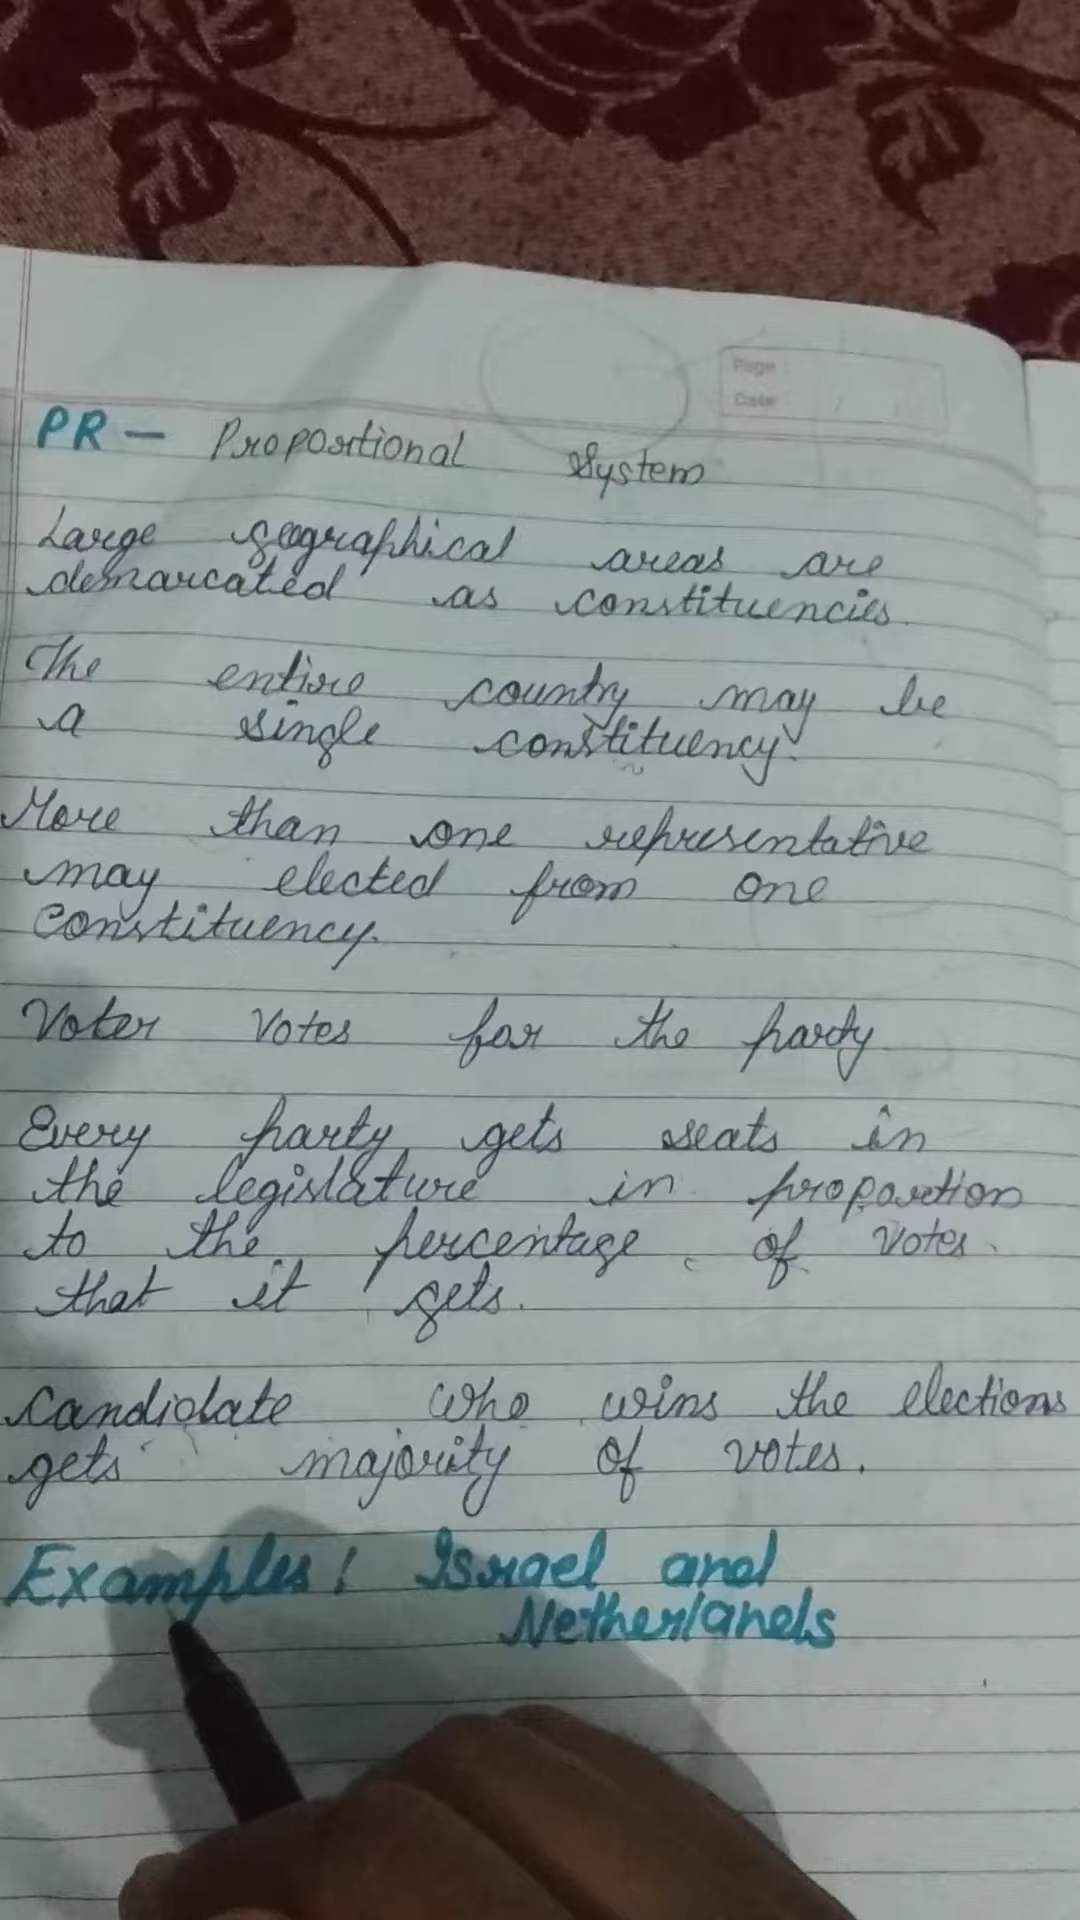 Page :
Date : / /
PR – Proportional System
Large geographical areas are
demarcated as constituencies.
The entire country may be
a single constituency.
More than one representative
may elected from one
constituency.
Voter votes for the party
Every party gets seats in
the legislature in proportion
to the percentage of votes
that it gets.
Candidate who wins the elections
gets majority of votes.
Examples: Israel and
Netherlands